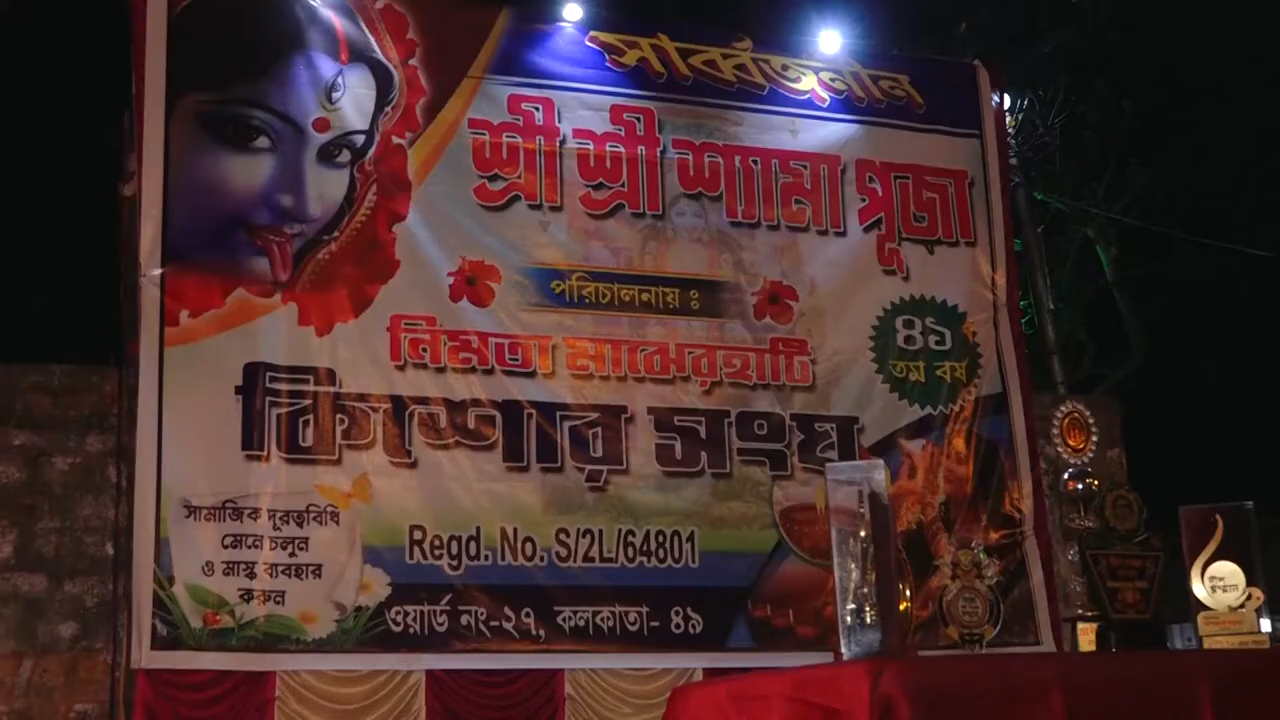 সার্ব্বজনীন
শ্রী শ্রী শ্যামা পূজা
পরিচালনায় ঃ
নিমতা মাঝেরহাটি
৪১
তম বর্ষ
কিশোর সংঘ
সামাজিক দূরত্ববিধি
মেনে চলুন
ও মাস্ক ব্যবহার
করুন
Regd. No. S/2L/64801
ওয়ার্ড নং-২৭, কলকাতা- ৪৯